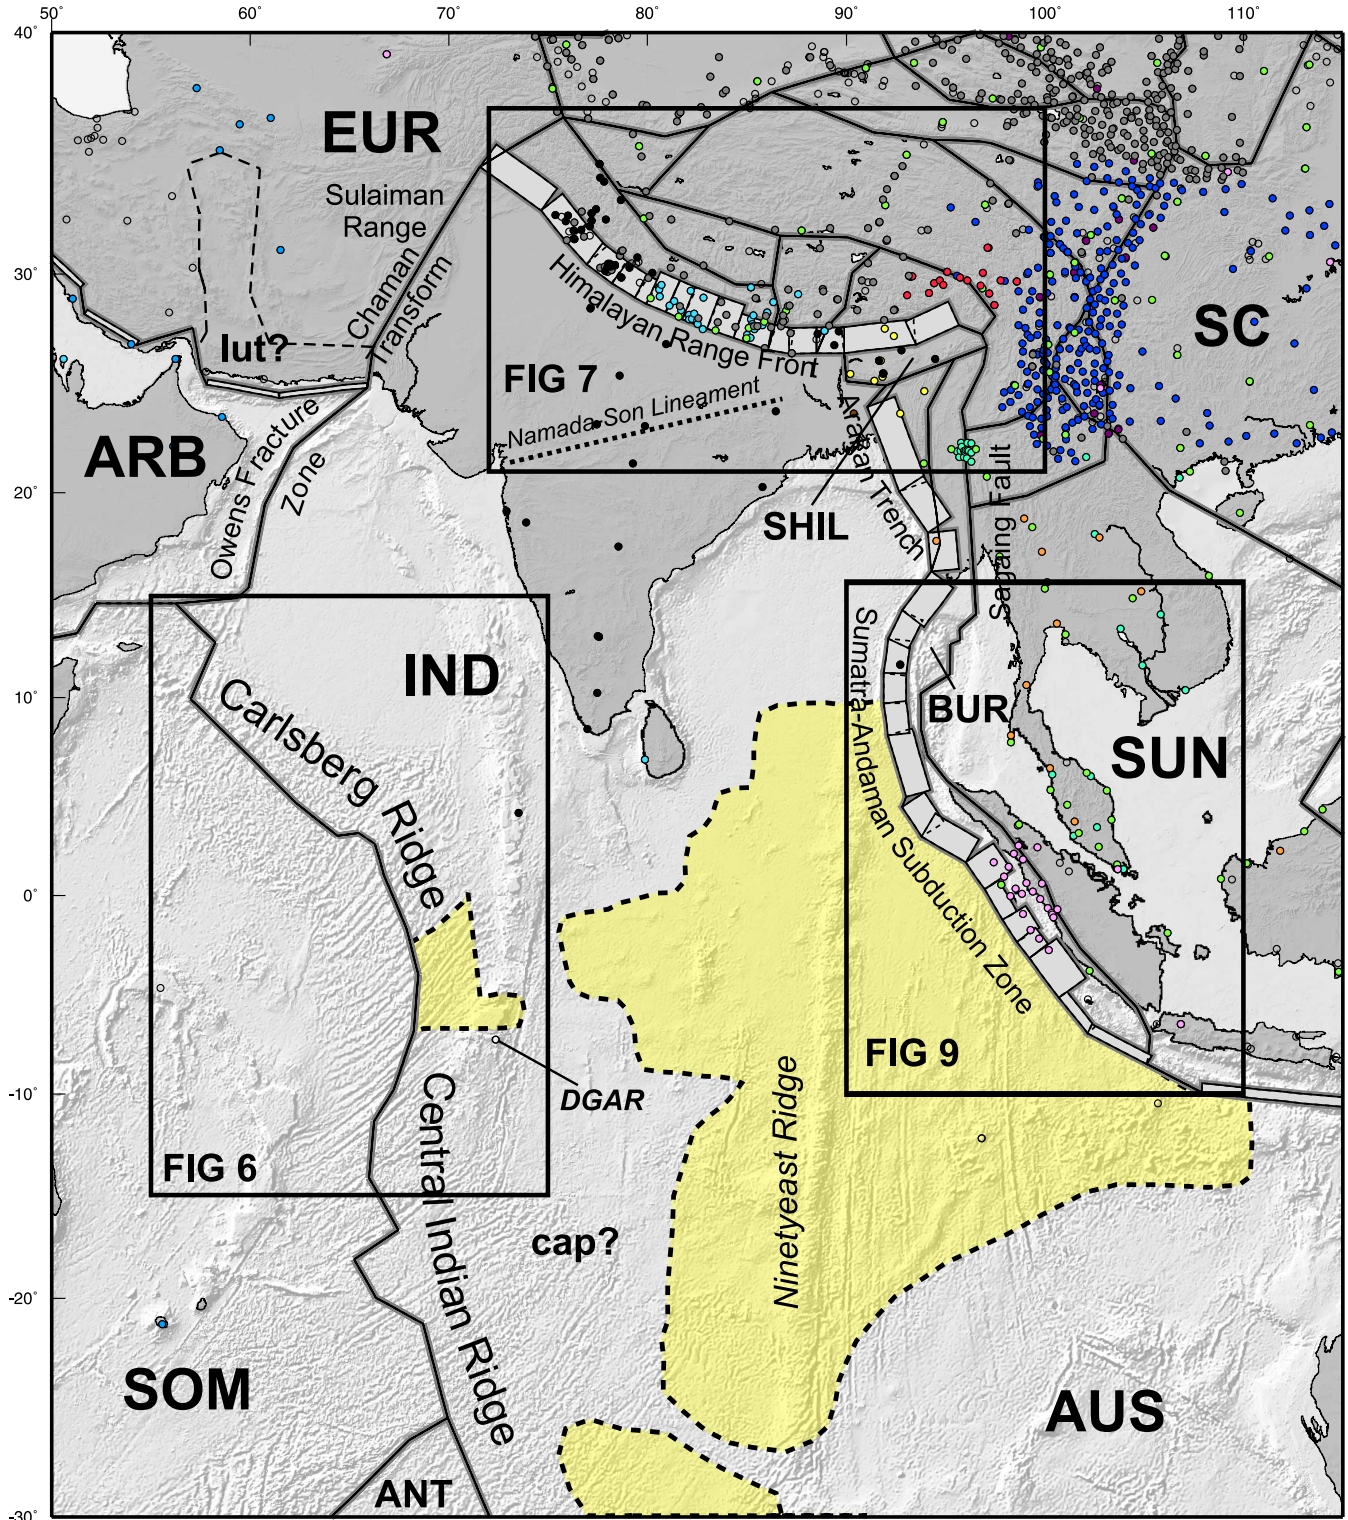 50° 60° 70° 80° 90° 100° 110°
40°
30°
20°
10°
0°
-10°
-20°
-30°
EUR
Sulaiman
Range
Chaman
Transform
lut?
ARB
Owens Fracture
Zone
Himalayan Range Front
FIG 7
Namada-Son Lineament
SC
Arakan Trench
SHIL
Sagaing Fault
IND
Carlsberg Ridge
BUR
SUN
Sumatra-Andaman Subduction Zone
FIG 9
DGAR
FIG 6
Central Indian Ridge
Ninetyeast Ridge
cap?
SOM
AUS
ANT